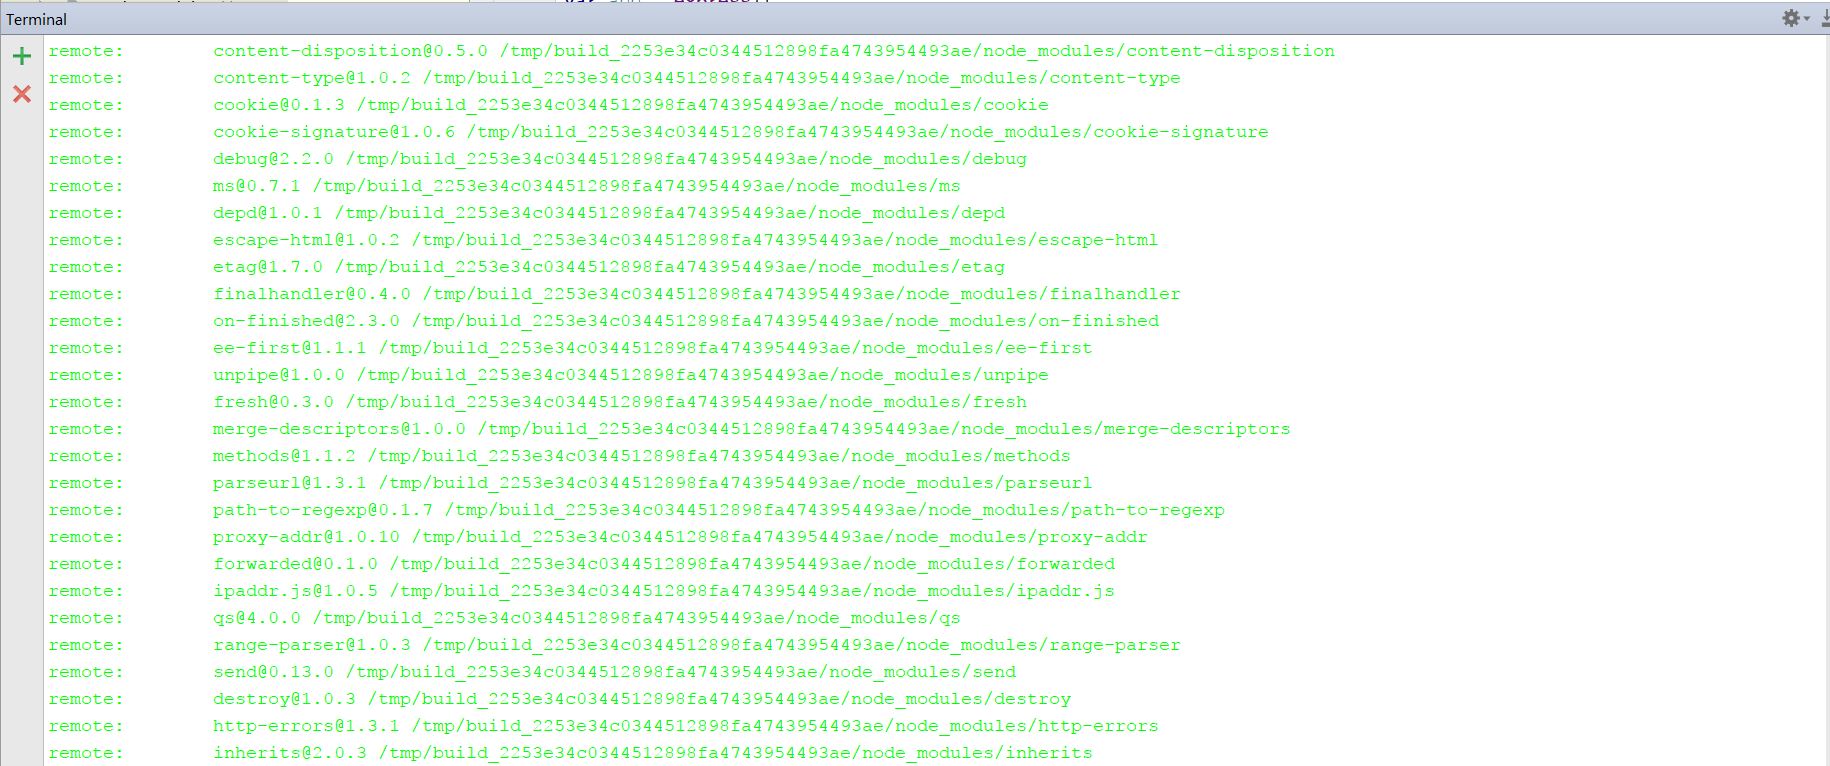 Terminal
remote: content-disposition@0.5.0 /tmp/build_2253e34c0344512898fa4743954493ae/node_modules/content-disposition
remote: content-type@1.0.2 /tmp/build_2253e34c0344512898fa4743954493ae/node_modules/content-type
remote: cookie@0.1.3 /tmp/build_2253e34c0344512898fa4743954493ae/node_modules/cookie
remote: cookie-signature@1.0.6 /tmp/build_2253e34c0344512898fa4743954493ae/node_modules/cookie-signature
remote: debug@2.2.0 /tmp/build_2253e34c0344512898fa4743954493ae/node_modules/debug
remote: ms@0.7.1 /tmp/build_2253e34c0344512898fa4743954493ae/node_modules/ms
remote: depd@1.0.1 /tmp/build_2253e34c0344512898fa4743954493ae/node_modules/depd
remote: escape-html@1.0.2 /tmp/build_2253e34c0344512898fa4743954493ae/node_modules/escape-html
remote: etag@1.7.0 /tmp/build_2253e34c0344512898fa4743954493ae/node_modules/etag
remote: finalhandler@0.4.0 /tmp/build_2253e34c0344512898fa4743954493ae/node_modules/finalhandler
remote: on-finished@2.3.0 /tmp/build_2253e34c0344512898fa4743954493ae/node_modules/on-finished
remote: ee-first@1.1.1 /tmp/build_2253e34c0344512898fa4743954493ae/node_modules/ee-first
remote: unpipe@1.0.0 /tmp/build_2253e34c0344512898fa4743954493ae/node_modules/unpipe
remote: fresh@0.3.0 /tmp/build_2253e34c0344512898fa4743954493ae/node_modules/fresh
remote: merge-descriptors@1.0.0 /tmp/build_2253e34c0344512898fa4743954493ae/node_modules/merge-descriptors
remote: methods@1.1.2 /tmp/build_2253e34c0344512898fa4743954493ae/node_modules/methods
remote: parseurl@1.3.1 /tmp/build_2253e34c0344512898fa4743954493ae/node_modules/parseurl
remote: path-to-regexp@0.1.7 /tmp/build_2253e34c0344512898fa4743954493ae/node_modules/path-to-regexp
remote: proxy-addr@1.0.10 /tmp/build_2253e34c0344512898fa4743954493ae/node_modules/proxy-addr
remote: forwarded@0.1.0 /tmp/build_2253e34c0344512898fa4743954493ae/node_modules/forwarded
remote: ipaddr.js@1.0.5 /tmp/build_2253e34c0344512898fa4743954493ae/node_modules/ipaddr.js
remote: qs@4.0.0 /tmp/build_2253e34c0344512898fa4743954493ae/node_modules/qs
remote: range-parser@1.0.3 /tmp/build_2253e34c0344512898fa4743954493ae/node_modules/range-parser
remote: send@0.13.0 /tmp/build_2253e34c0344512898fa4743954493ae/node_modules/send
remote: destroy@1.0.3 /tmp/build_2253e34c0344512898fa4743954493ae/node_modules/destroy
remote: http-errors@1.3.1 /tmp/build_2253e34c0344512898fa4743954493ae/node_modules/http-errors
remote: inherits@2.0.3 /tmp/build_2253e34c0344512898fa4743954493ae/node_modules/inherits